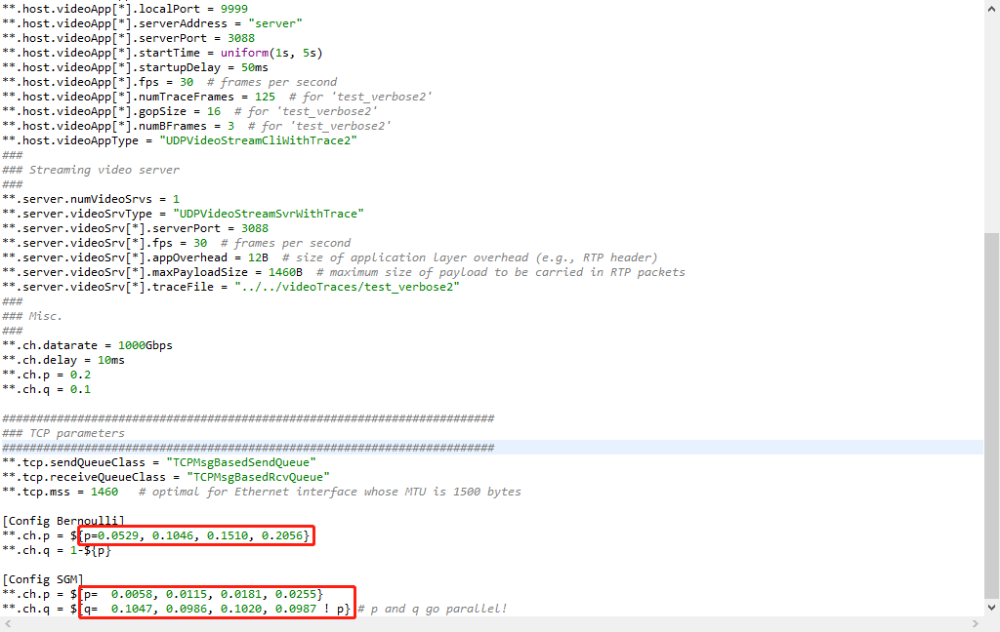 **.host.videoApp[*].localPort = 9999
**.host.videoApp[*].serverAddress = "server"
**.host.videoApp[*].serverPort = 3088
**.host.videoApp[*].startTime = uniform(1s, 5s)
**.host.videoApp[*].startupDelay = 50ms
**.host.videoApp[*].fps = 30  # frames per second
**.host.videoApp[*].numTraceFrames = 125  # for 'test_verbose2'
**.host.videoApp[*].gopSize = 16  # for 'test_verbose2'
**.host.videoApp[*].numBFrames = 3  # for 'test_verbose2'
**.host.videoAppType = "UDPVideoStreamCliWithTrace2"
###
### Streaming video server
###
**.server.numVideoSrvs = 1
**.server.videoSrvType = "UDPVideoStreamSvrWithTrace"
**.server.videoSrv[*].serverPort = 3088
**.server.videoSrv[*].fps = 30  # frames per second
**.server.videoSrv[*].appOverhead = 12B  # size of application layer overhead (e.g., RTP header)
**.server.videoSrv[*].maxPayloadSize = 1460B  # maximum size of payload to be carried in RTP packets
**.server.videoSrv[*].traceFile = "../../videoTraces/test_verbose2"
###
### Misc.
###
**.ch.datarate = 1000Gbps
**.ch.delay = 10ms
**.ch.p = 0.2
**.ch.q = 0.1
########################################################################
### TCP parameters
########################################################################
**.tcp.sendQueueClass = "TCPMsgBasedSendQueue"
**.tcp.receiveQueueClass = "TCPMsgBasedRcvQueue"
**.tcp.mss = 1460   # optimal for Ethernet interface whose MTU is 1500 bytes
[Config Bernoulli]
**.ch.p = ${p=0.0529, 0.1046, 0.1510, 0.2056}
**.ch.q = 1-${p}
[Config SGM]
**.ch.p = ${p=  0.0058, 0.0115, 0.0181, 0.0255}
**.ch.q = ${q=  0.1047, 0.0986, 0.1020, 0.0987 ! p} # p and q go parallel!